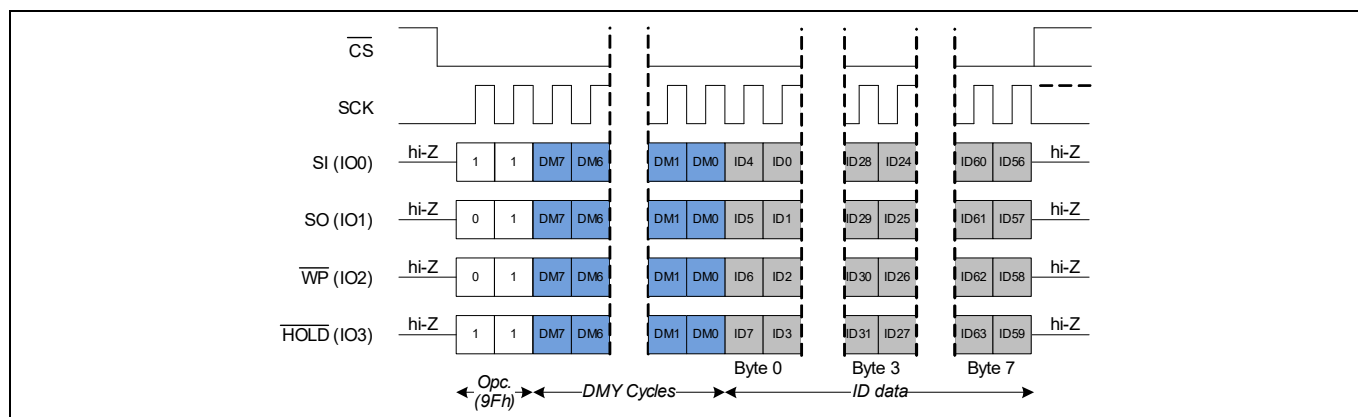 CS
SCK
SI (IO0) hi-Z 1 1 DM7 DM6 DM1 DM0 ID4 ID0 ID28 ID24 ID60 ID56 hi-Z
SO (IO1) hi-Z 0 1 DM7 DM6 DM1 DM0 ID5 ID1 ID29 ID25 ID61 ID57 hi-Z
WP (IO2) hi-Z 0 1 DM7 DM6 DM1 DM0 ID6 ID2 ID30 ID26 ID62 ID58 hi-Z
HOLD (IO3) hi-Z 1 1 DM7 DM6 DM1 DM0 ID7 ID3 ID31 ID27 ID63 ID59 hi-Z
Byte 0 Byte 3 Byte 7
Opc. (9Fh) DMY Cycles ID data